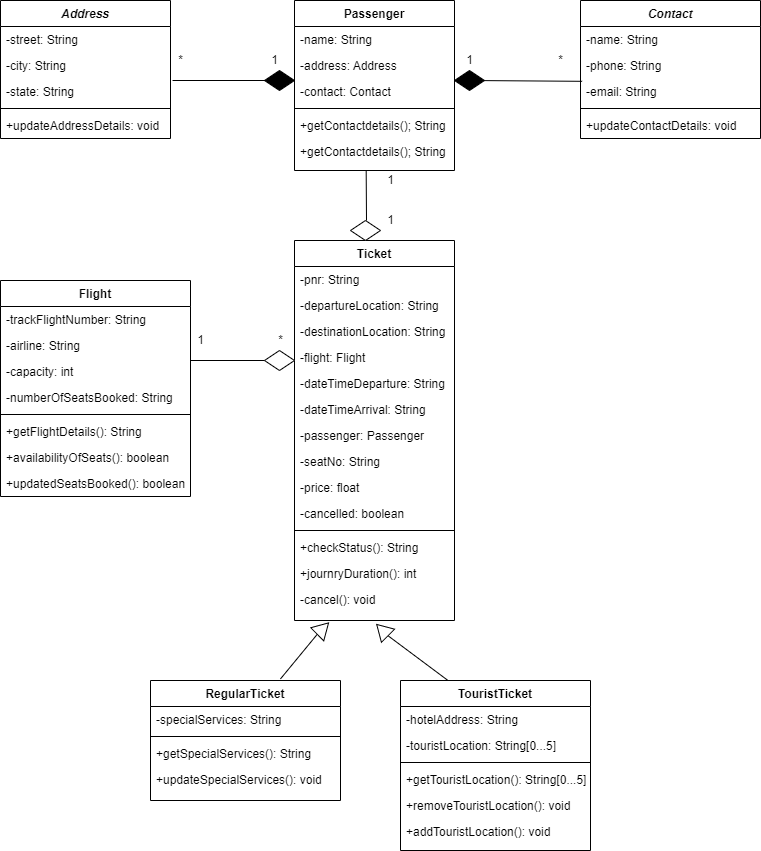 Address
-street: String
-city: String
-state: String
+updateAddressDetails: void
*
1
Passenger
-name: String
-address: Address
-contact: Contact
+getContactdetails(); String
+getContactdetails(); String
1
*
Contact
-name: String
-phone: String
-email: String
+updateContactDetails: void
1
1
Ticket
-pnr: String
-departureLocation: String
-destinationLocation: String
-flight: Flight
-dateTimeDeparture: String
-dateTimeArrival: String
-passenger: Passenger
-seatNo: String
-price: float
-cancelled: boolean
+checkStatus(): String
+journryDuration(): int
-cancel(): void
Flight
-trackFlightNumber: String
-airline: String
-capacity: int
-numberOfSeatsBooked: String
+getFlightDetails(): String
+availabilityOfSeats(): boolean
+updatedSeatsBooked(): boolean
1
*
RegularTicket
-specialServices: String
+getSpecialServices(): String
+updateSpecialServices(): void
TouristTicket
-hotelAddress: String
-touristLocation: String[0...5]
+getTouristLocation(): String[0...5]
+removeTouristLocation(): void
+addTouristLocation(): void